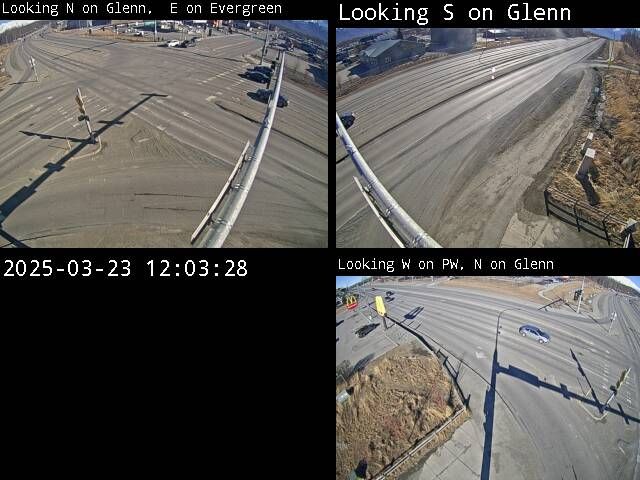 Looking N on Glenn,  E on Evergreen
Looking S on Glenn
2025-03-23 12:03:28
Looking W on PW, N on Glenn